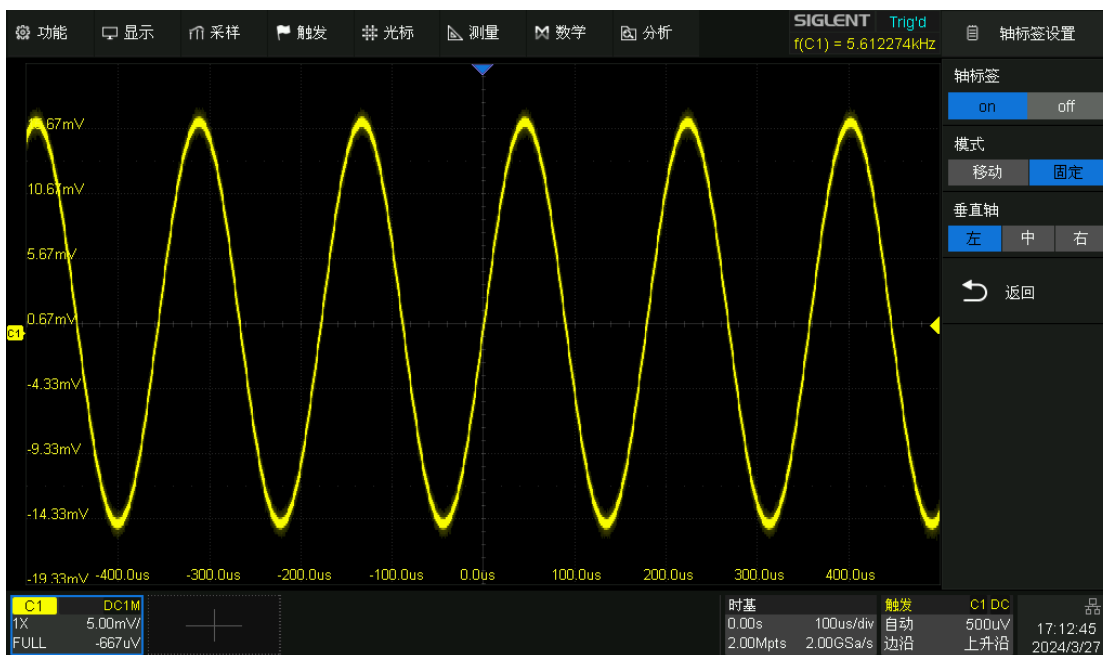 功能 显示 采样 触发 光标 测量 数学 分析
SIGLENT Trig'd
f(C1) = 5.612274kHz
轴标签设置
轴标签
on off
模式
移动 固定
垂直轴
左 中 右
返回
10.67mV
5.67mV
0.67mV
C1
-4.33mV
-9.33mV
-14.33mV
-19.33mV -400.0us -300.0us -200.0us -100.0us 0.0us 100.0us 200.0us 300.0us 400.0us
C1 DC1M
1X 5.00mV/
FULL -667uV
时基
0.00s 100us/div
2.00Mpts 2.00GSa/s
触发 C1 DC
自动 500uV
边沿 上升沿
17:12:45
2024/3/27